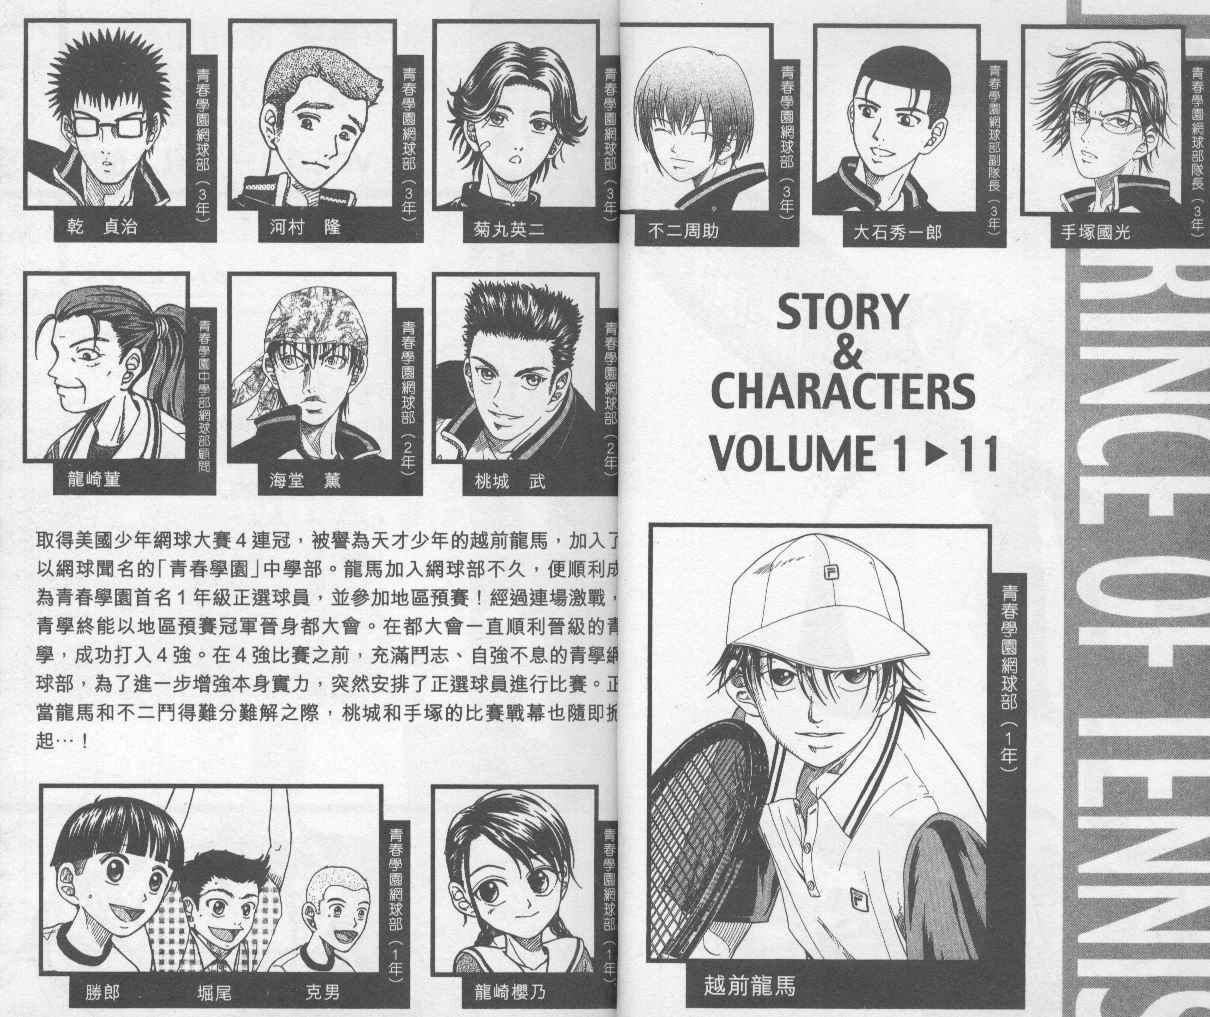 青春學園網球部（3年）
乾　貞治
青春學園網球部（3年）
河村　隆
青春學園網球部（3年）
菊丸英二
青春學園網球部（3年）
不二周助
青春學園網球部副隊長（3年）
大石秀一郎
青春學園網球部隊長（3年）
手塚國光
青春學園中學部網球部顧問
龍崎菫
青春學園網球部（2年）
海堂　薰
青春學園網球部（2年）
桃城　武
STORY
&
CHARACTERS
VOLUME 1▶11
取得美國少年網球大賽4連冠，被譽為天才少年的越前龍馬，加入了
以網球聞名的「青春學園」中學部。龍馬加入網球部不久，便順利成
為青春學園首名1年級正選球員，並參加地區預賽！經過連場激戰，
青學終能以地區預賽冠軍晉身都大會。在都大會一直順利晉級的青
學，成功打入4強。在4強比賽之前，充滿鬥志、自強不息的青學網
球部，為了進一步增強本身實力，突然安排了正選球員進行比賽。正
當龍馬和不二鬥得難分難解之際，桃城和手塚的比賽戰幕也隨即掀
起…！
青春學園網球部（1年）
勝郎
堀尾
克男
青春學園網球部（1年）
龍崎櫻乃
F
F
青春學園網球部（1年）
越前龍馬
RINCE OF TENNIS